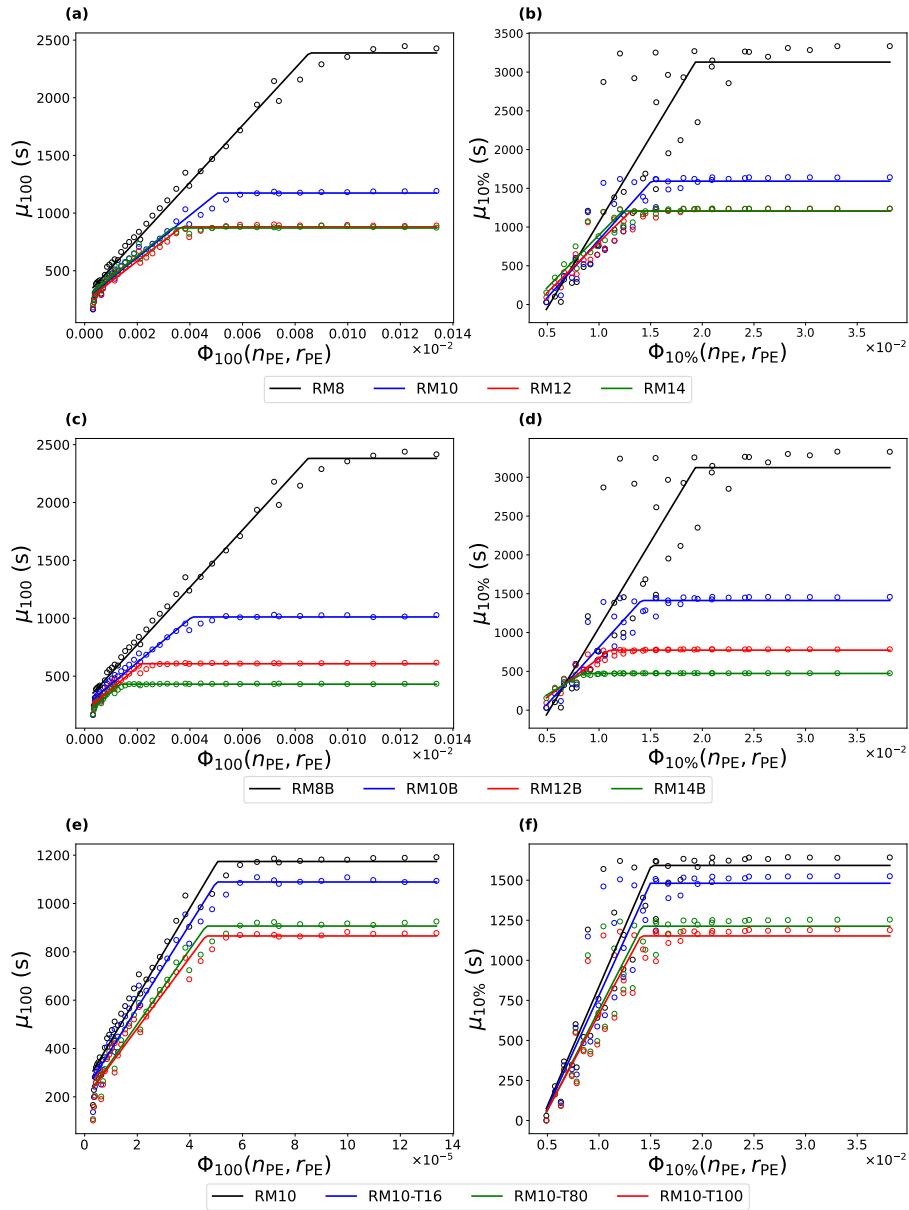 (a)
2500
2000
1500
1000
500
μ100 (s)
0.000 0.002 0.004 0.006 0.008 0.010 0.012 0.014
×10−2
Φ100(nPE, rPE)
(b)
3500
3000
2500
2000
1500
1000
500
0
μ10% (s)
0.5 1.0 1.5 2.0 2.5 3.0 3.5
×10−2
Φ10%(nPE, rPE)
RM8 RM10 RM12 RM14
(c)
2500
2000
1500
1000
500
μ100 (s)
0.000 0.002 0.004 0.006 0.008 0.010 0.012 0.014
×10−2
Φ100(nPE, rPE)
(d)
3000
2500
2000
1500
1000
500
0
μ10% (s)
0.5 1.0 1.5 2.0 2.5 3.0 3.5
×10−2
Φ10%(nPE, rPE)
RM8B RM10B RM12B RM14B
(e)
1200
1000
800
600
400
200
μ100 (s)
0 2 4 6 8 10 12 14
×10−5
Φ100(nPE, rPE)
(f)
1500
1250
1000
750
500
250
0
μ10% (s)
0.5 1.0 1.5 2.0 2.5 3.0 3.5
×10−2
Φ10%(nPE, rPE)
RM10 RM10-T16 RM10-T80 RM10-T100